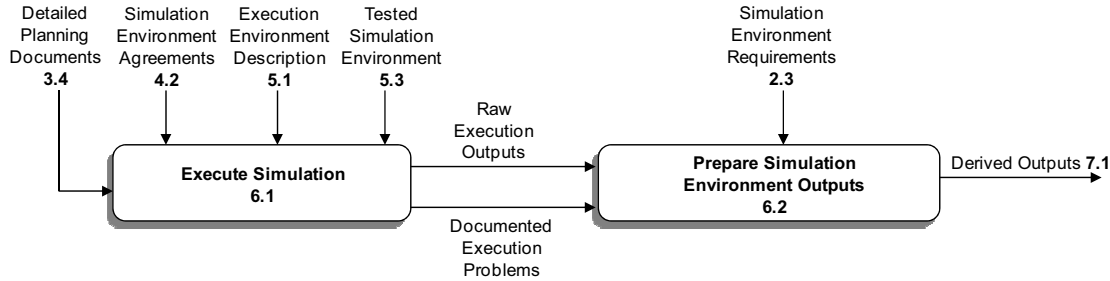 Detailed
Planning
Documents
3.4
Simulation
Environment
Agreements
4.2
Execution
Environment
Description
5.1
Tested
Simulation
Environment
5.3
Simulation
Environment
Requirements
2.3
Execute Simulation
6.1
Raw
Execution
Outputs
Documented
Execution
Problems
Prepare Simulation
Environment Outputs
6.2
Derived Outputs 7.1